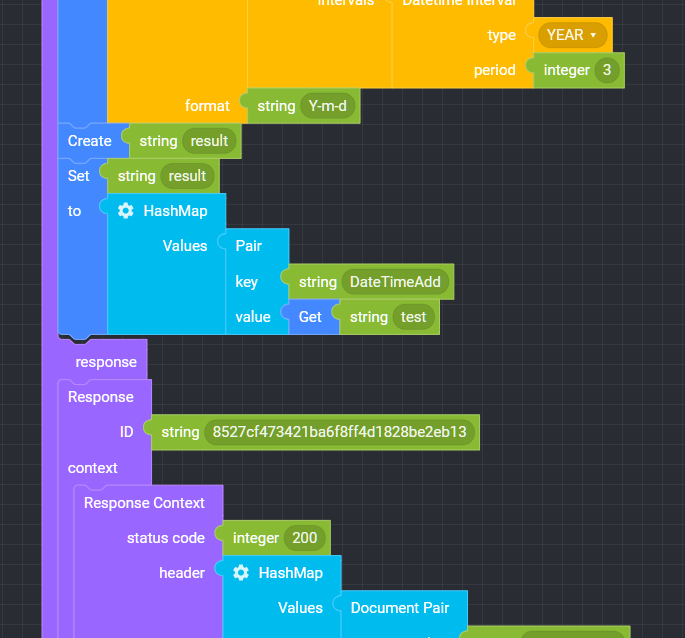 intervals Datetime Interval
type YEAR
period integer 3
format string Y-m-d
Create string result
Set string result
to HashMap
Values Pair
key string DateTimeAdd
value Get string test
response
Response
ID string 8527cf473421ba6f8ff4d1828be2eb13
context
Response Context
status code integer 200
header HashMap
Values Document Pair